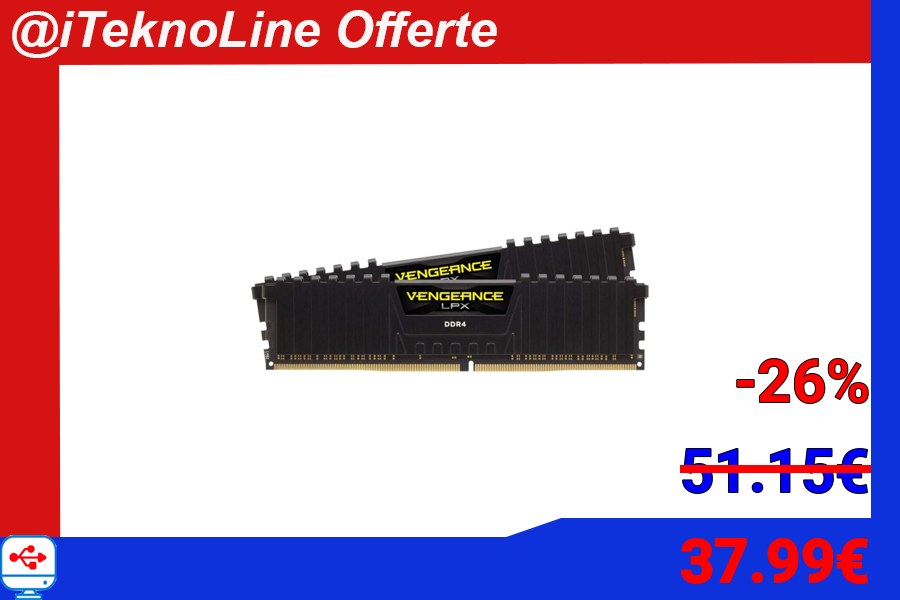 @iTeknoLine Offerte
VENGEANCE
VENGEANCE
LPX
DDR4
-26%
51.15€
37.99€